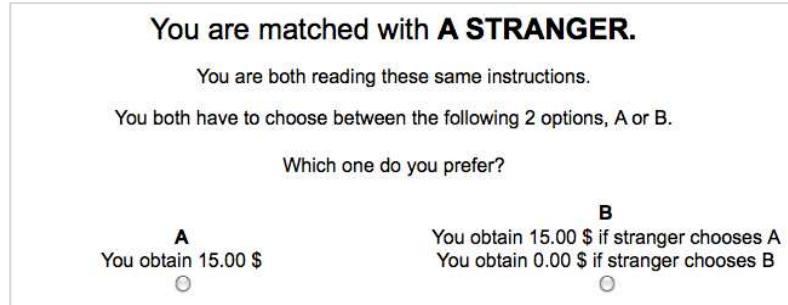 You are matched with A STRANGER.
You are both reading these same instructions.
You both have to choose between the following 2 options, A or B.
Which one do you prefer?
A
You obtain 15.00 $
B
You obtain 15.00 $ if stranger chooses A
You obtain 0.00 $ if stranger chooses B